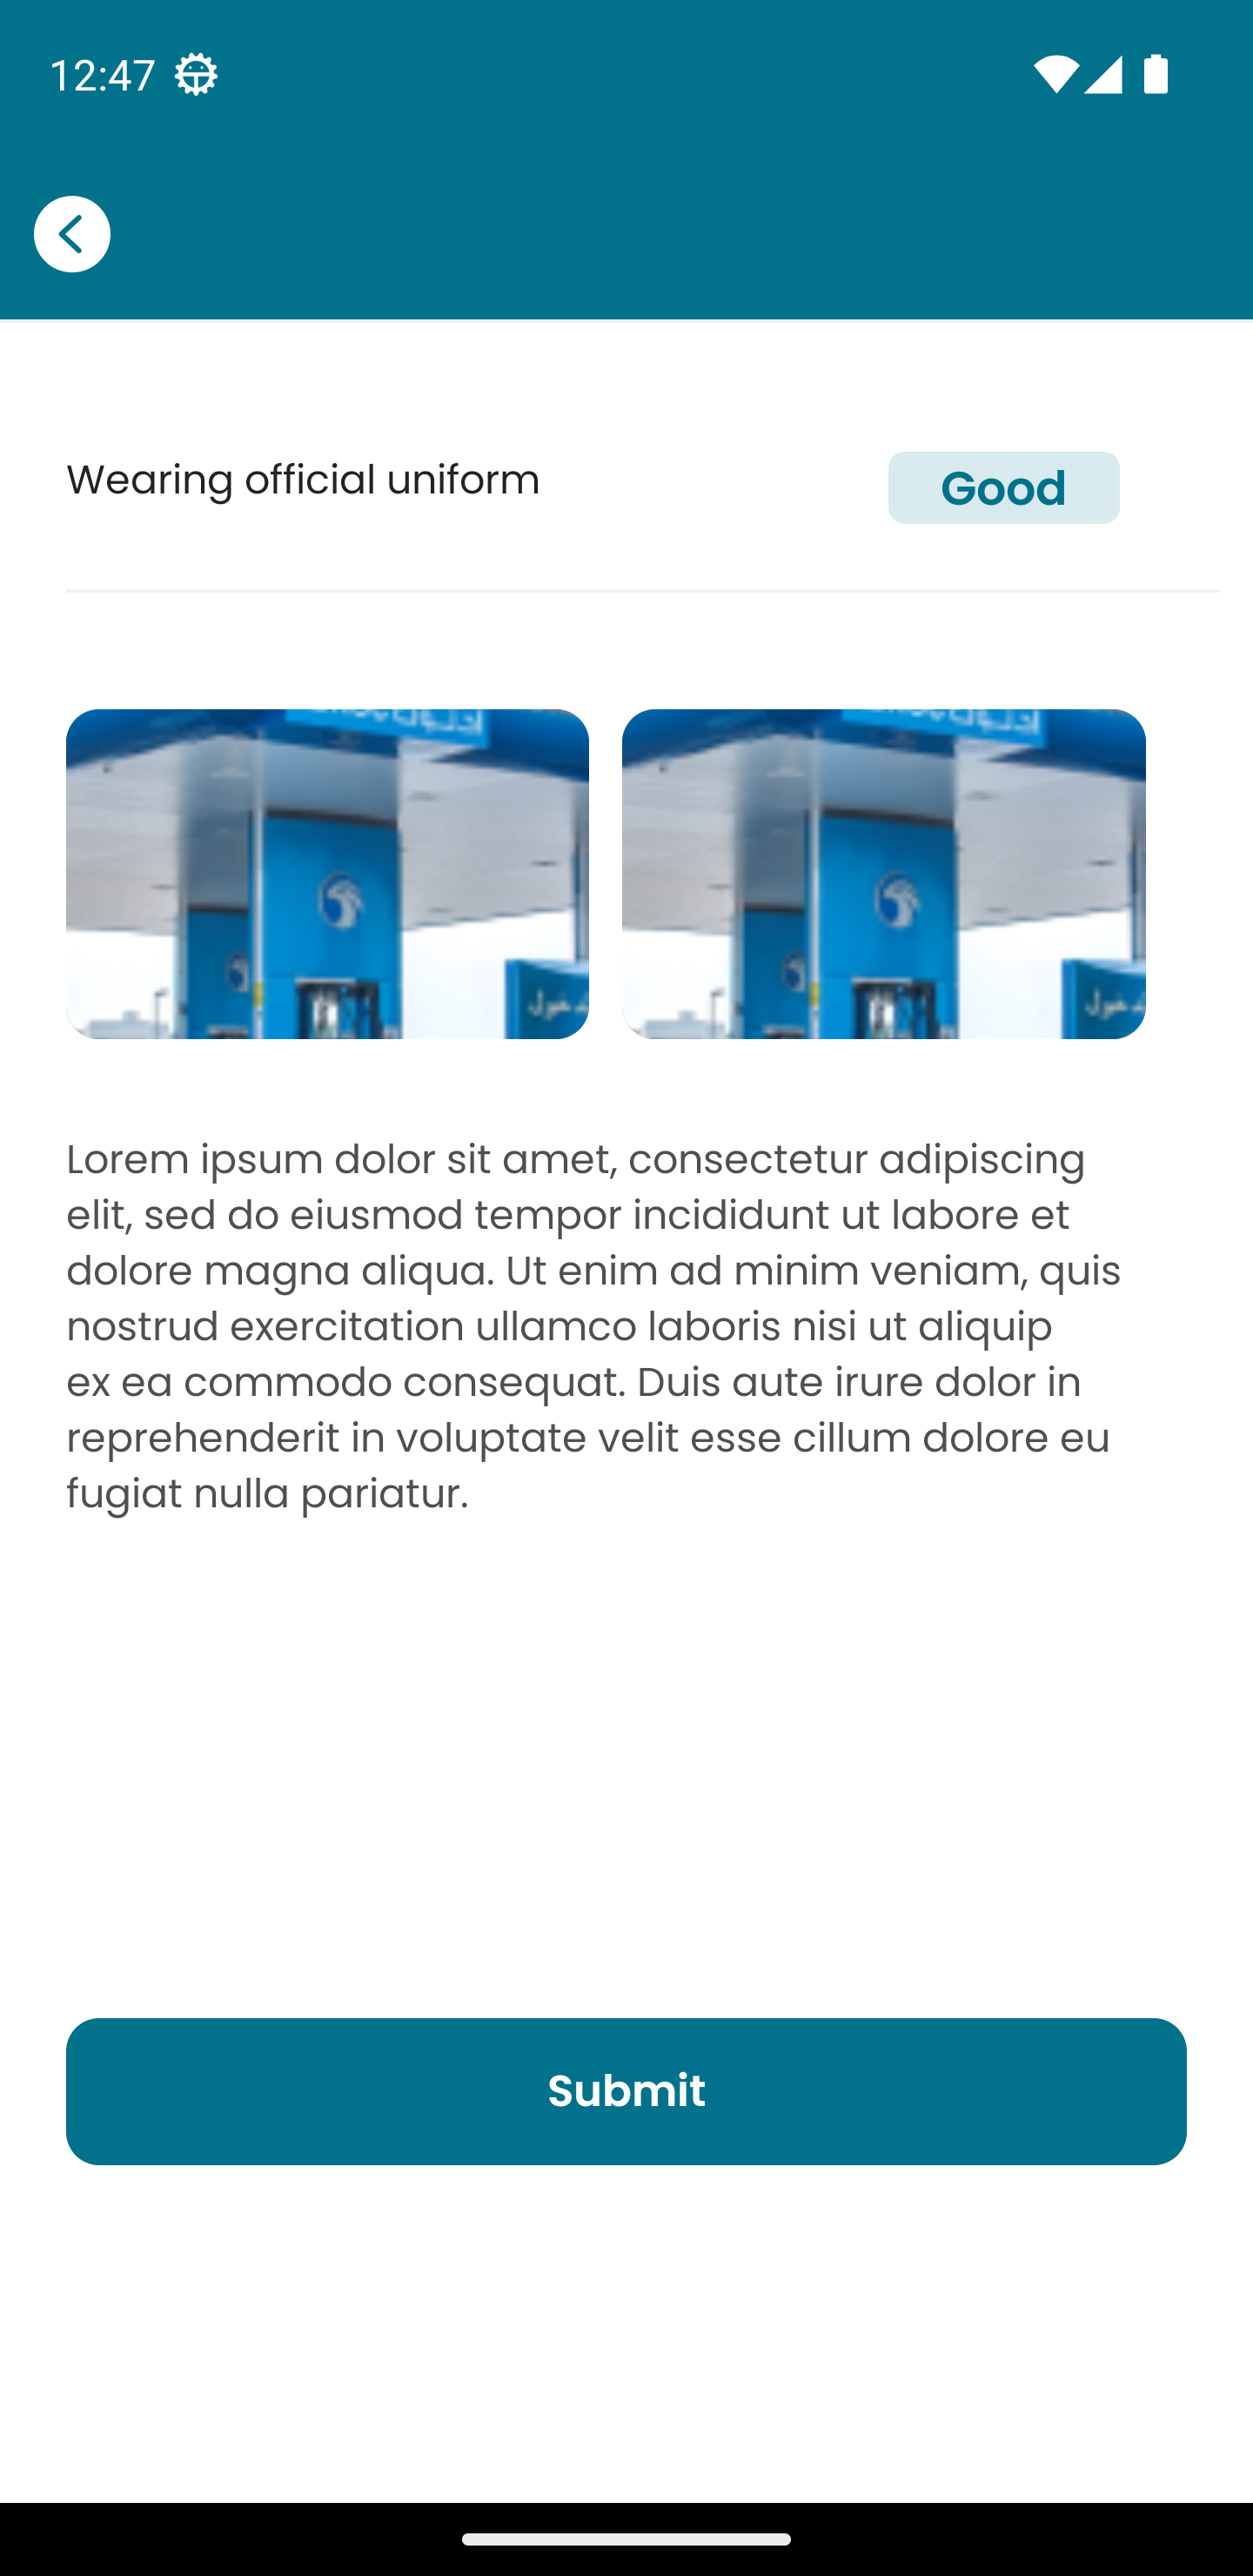 12:47
Wearing official uniform
Good
Lorem ipsum dolor sit amet, consectetur adipiscing
elit, sed do eiusmod tempor incididunt ut labore et
dolore magna aliqua. Ut enim ad minim veniam, quis
nostrud exercitation ullamco laboris nisi ut aliquip
ex ea commodo consequat. Duis aute irure dolor in
reprehenderit in voluptate velit esse cillum dolore eu
fugiat nulla pariatur.
Submit